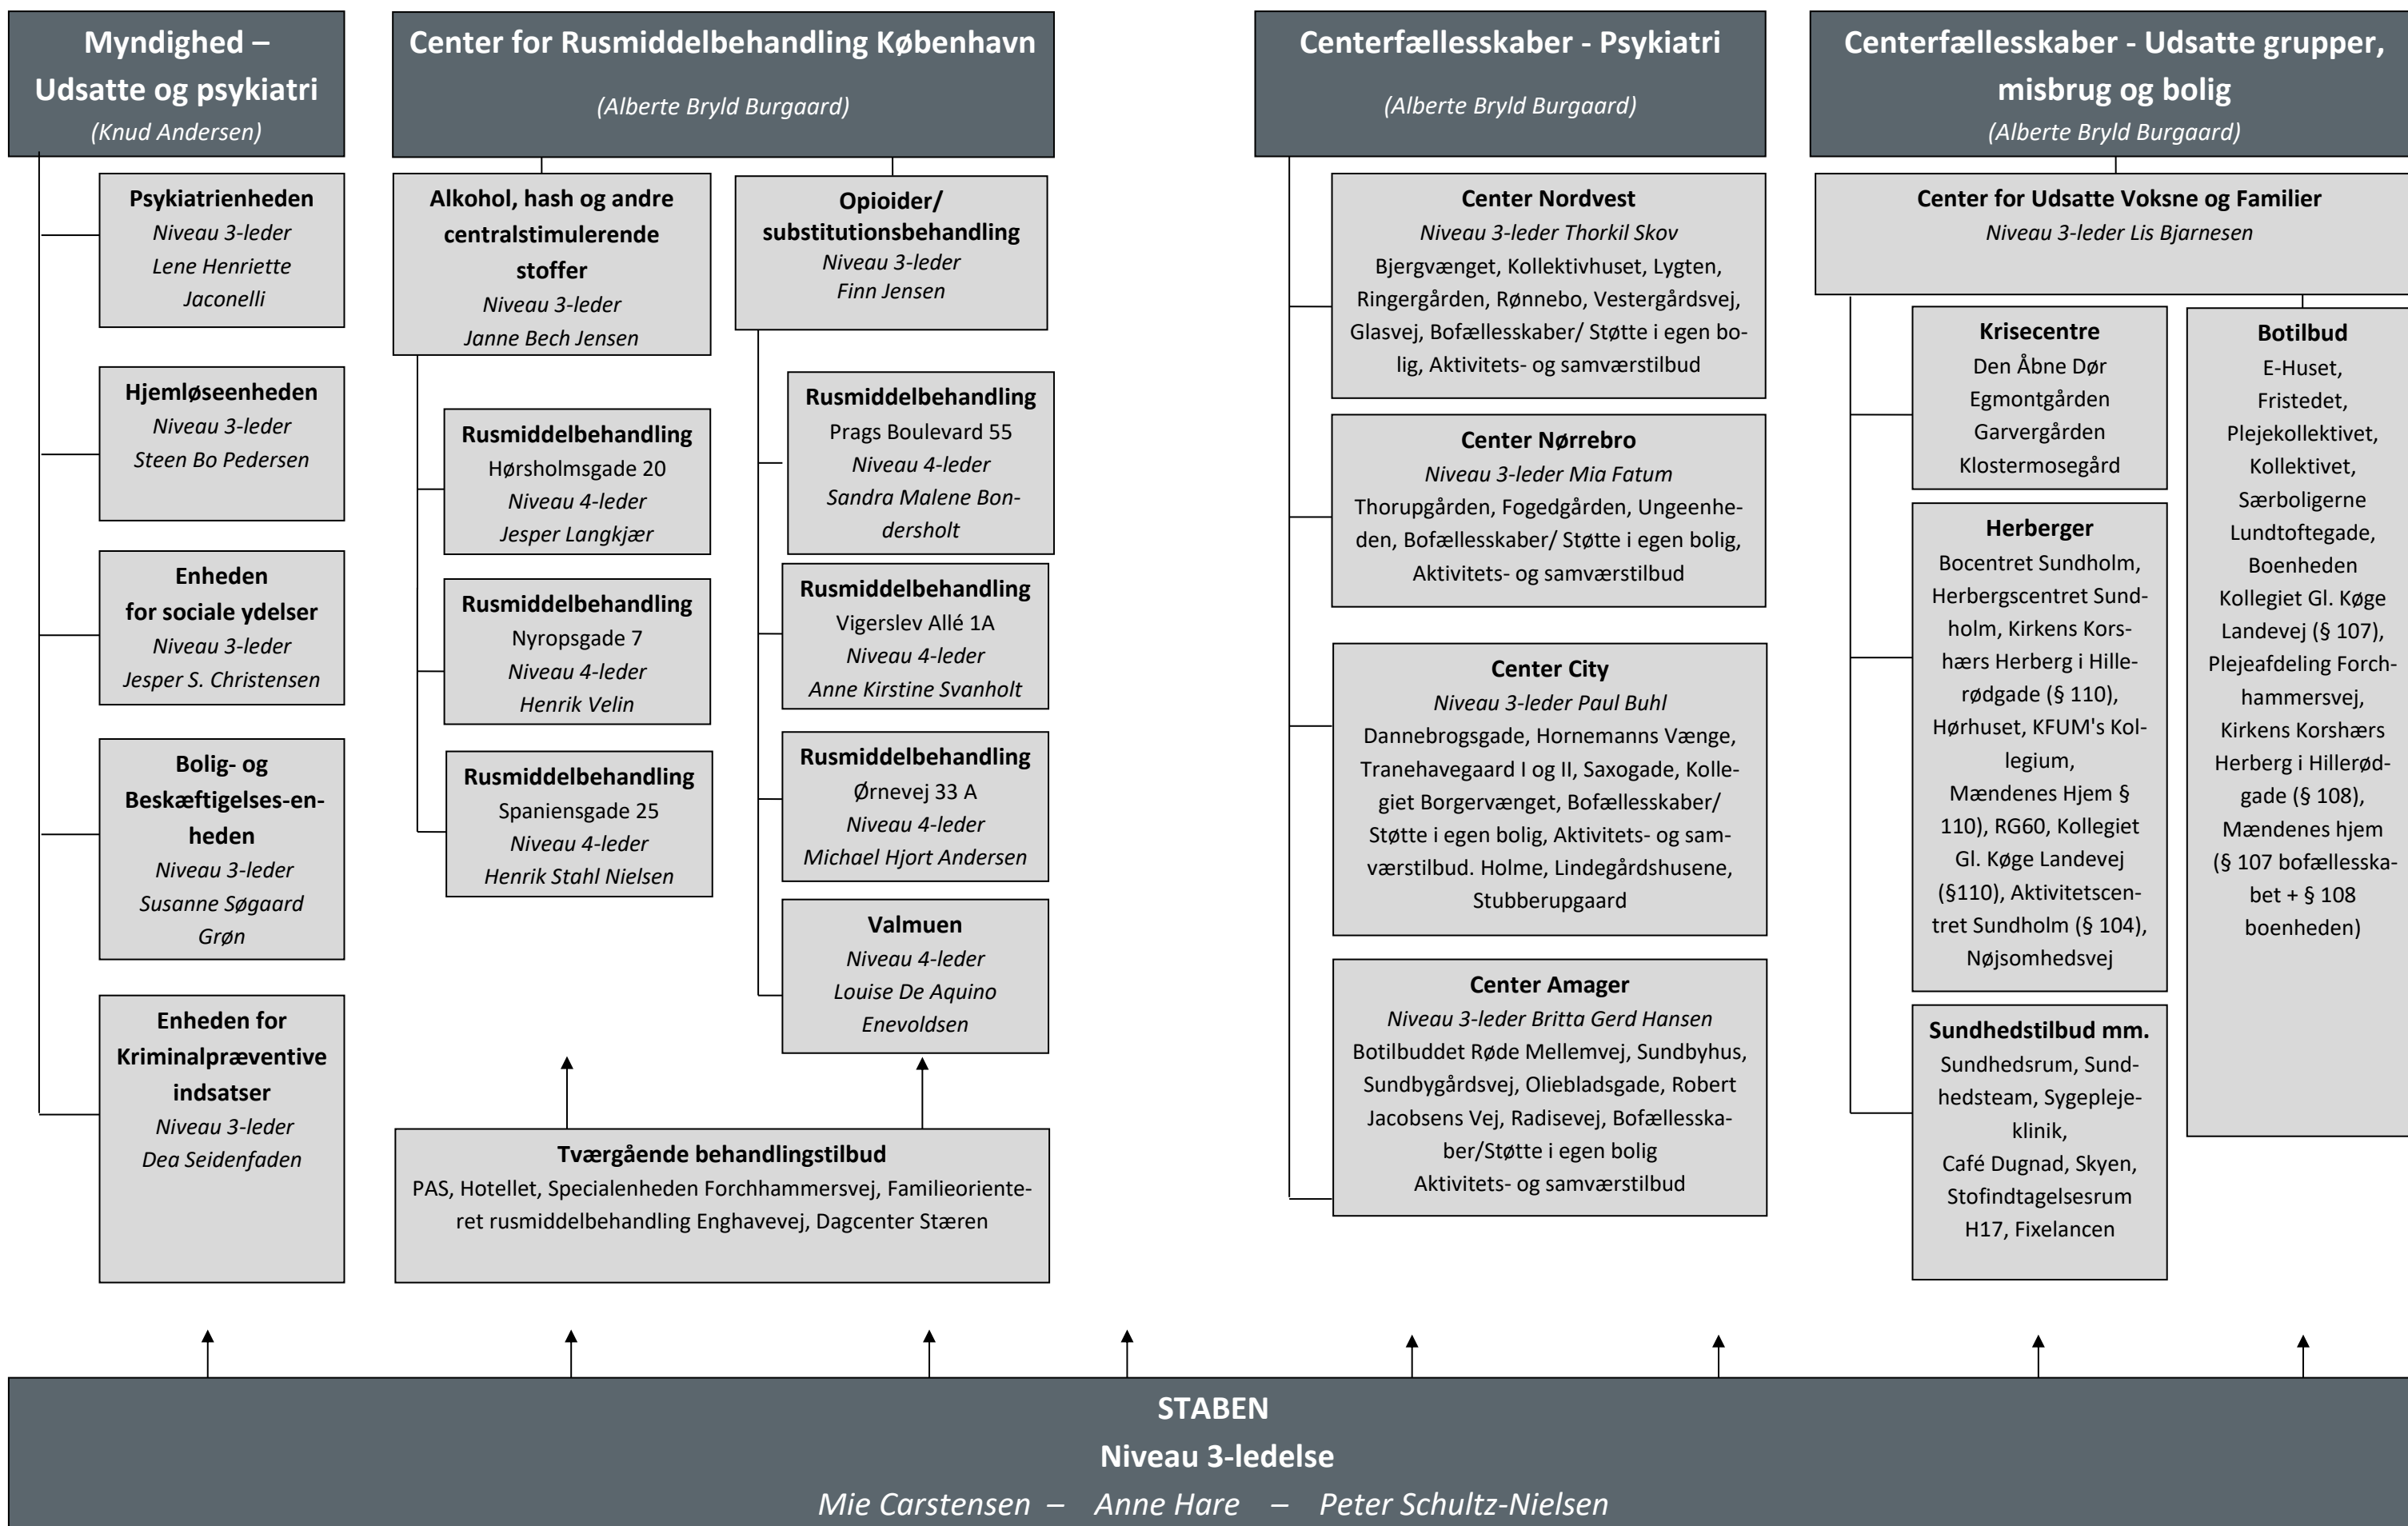 Myndighed –
Udsatte og psykiatri
(Knud Andersen)
Psykiatrienheden
Niveau 3-leder
Lene Henriette
Jaconelli
Hjemløseenheden
Niveau 3-leder
Steen Bo Pedersen
Enheden
for sociale ydelser
Niveau 3-leder
Jesper S. Christensen
Bolig- og
Beskæftigelses-en-
heden
Niveau 3-leder
Susanne Søgaard
Grøn
Enheden for
Kriminalpræventive
indsatser
Niveau 3-leder
Dea Seidenfaden
Center for Rusmiddelbehandling København
(Alberte Bryld Burgaard)
Alkohol, hash og andre
centralstimulerende
stoffer
Niveau 3-leder
Janne Bech Jensen
Rusmiddelbehandling
Hørsholmsgade 20
Niveau 4-leder
Jesper Langkjær
Rusmiddelbehandling
Nyropsgade 7
Niveau 4-leder
Henrik Velin
Rusmiddelbehandling
Spaniensgade 25
Niveau 4-leder
Henrik Stahl Nielsen
Opioider/
substitutionsbehandling
Niveau 3-leder
Finn Jensen
Rusmiddelbehandling
Prags Boulevard 55
Niveau 4-leder
Sandra Malene Bon-
dersholt
Rusmiddelbehandling
Vigerslev Allé 1A
Niveau 4-leder
Anne Kirstine Svanholt
Rusmiddelbehandling
Ørnevej 33 A
Niveau 4-leder
Michael Hjort Andersen
Valmuen
Niveau 4-leder
Louise De Aquino
Enevoldsen
Tværgående behandlingstilbud
PAS, Hotellet, Specialenheden Forchhammersvej, Familieoriente-
ret rusmiddelbehandling Enghavevej, Dagcenter Stæren
Centerfællesskaber - Psykiatri
(Alberte Bryld Burgaard)
Center Nordvest
Niveau 3-leder Thorkil Skov
Bjergvænget, Kollektivhuset, Lygten,
Ringergården, Rønnebo, Vestergårdsvej,
Glasvej, Bofællesskaber/ Støtte i egen bo-
lig, Aktivitets- og samværstilbud
Center Nørrebro
Niveau 3-leder Mia Fatum
Thorupgården, Fogedgården, Ungeenhe-
den, Bofællesskaber/ Støtte i egen bolig,
Aktivitets- og samværstilbud
Center City
Niveau 3-leder Paul Buhl
Dannebrogsgade, Hornemanns Vænge,
Tranehavegaard I og II, Saxogade, Kolle-
giet Borgervænget, Bofællesskaber/
Støtte i egen bolig, Aktivitets- og sam-
værstilbud. Holme, Lindegårdshusene,
Stubberupgaard
Center Amager
Niveau 3-leder Britta Gerd Hansen
Botilbuddet Røde Mellemvej, Sundbyhus,
Sundbygårdsvej, Oliebladsgade, Robert
Jacobsens Vej, Radisevej, Bofællesska-
ber/Støtte i egen bolig
Aktivitets- og samværstilbud
Centerfællesskaber - Udsatte grupper,
misbrug og bolig
(Alberte Bryld Burgaard)
Center for Udsatte Voksne og Familier
Niveau 3-leder Lis Bjarnesen
Krisecentre
Den Åbne Dør
Egmontgården
Garvergården
Klostermosegård
Herberger
Bocentret Sundholm,
Herbergscentret Sund-
holm, Kirkens Kors-
hærs Herberg i Hille-
rødgade (§ 110),
Hørhuset, KFUM's Kol-
legium,
Mændenes Hjem §
110), RG60, Kollegiet
Gl. Køge Landevej
(§110), Aktivitetscen-
tret Sundholm (§ 104),
Nøjsomhedsvej
Sundhedstilbud mm.
Sundhedsrum, Sund-
hedsteam, Sygepleje-
klinik,
Café Dugnad, Skyen,
Stofindtagelsesrum
H17, Fixelancen
Botilbud
E-Huset,
Fristedet,
Plejekollektivet,
Kollektivet,
Særboligerne
Lundtoftegade,
Boenheden
Kollegiet Gl. Køge
Landevej (§ 107),
Plejeafdeling Forch-
hammersvej,
Kirkens Korshærs
Herberg i Hillerød-
gade (§ 108),
Mændenes hjem
(§ 107 bofællesska-
bet + § 108
boenheden)
STABEN
Niveau 3-ledelse
Mie Carstensen – Anne Hare – Peter Schultz-Nielsen